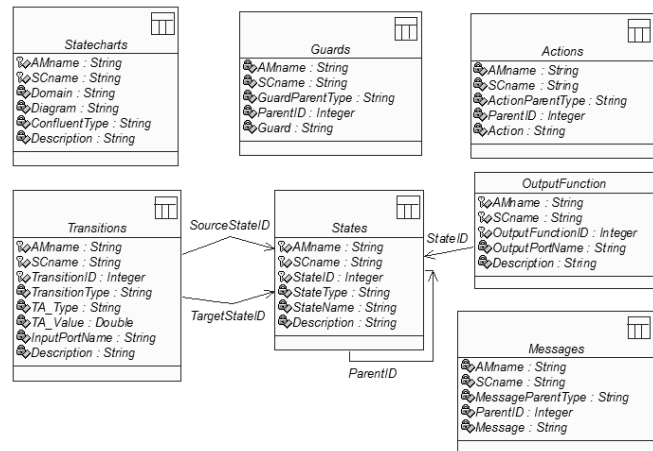 Statecharts
AMname : String
SCname : String
Domain : String
Diagram : String
ConfluentType : String
Description : String
Guards
AMname : String
SCname : String
GuardParentType : String
ParentID : Integer
Guard : String
Actions
AMname : String
SCname : String
ActionParentType : String
ParentID : Integer
Action : String
Transitions
AMname : String
SCname : String
TransitionID : Integer
TransitionType : String
TA_Type : String
TA_Value : Double
InputPortName : String
Description : String
SourceStateID
TargetStateID
States
AMname : String
SCname : String
StateID : Integer
StateType : String
StateName : String
Description : String
StateID
ParentID
OutputFunction
AMname : String
SCname : String
OutputFunctionID : Integer
OutputPortName : String
Description : String
Messages
AMname : String
SCname : String
MessageParentType : String
ParentID : Integer
Message : String